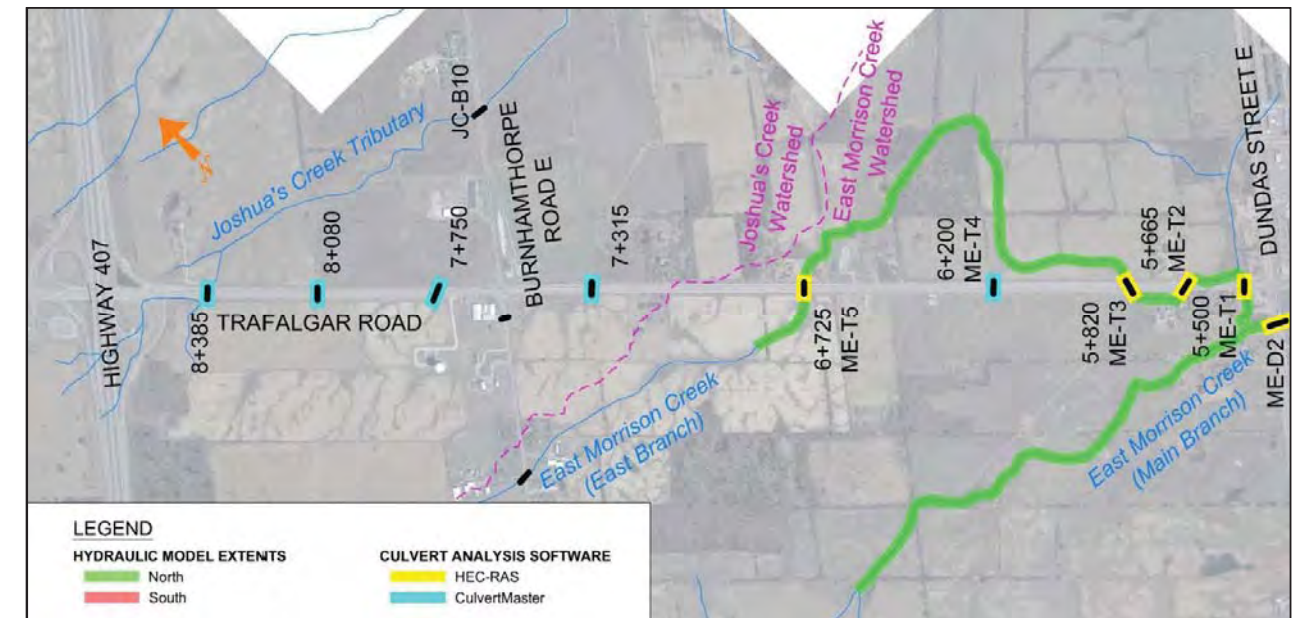 JC-B10
BURNHAMTHORPE
ROAD E
Joshua's Creek Tributary
Joshua's Creek
Watershed
East Morrison Creek
Watershed
DUNDAS STREET E
HIGHWAY 407
8+385
TRAFALGAR ROAD
8+080
7+750
7+315
6+725
ME-T5
6+200
ME-T4
5+820
ME-T3
5+665
ME-T2
5+500
ME-T1
ME-D2
East Morrison Creek
(East Branch)
East Morrison Creek
(Main Branch)
LEGEND
HYDRAULIC MODEL EXTENTS
North
South
CULVERT ANALYSIS SOFTWARE
HEC-RAS
CulvertMaster